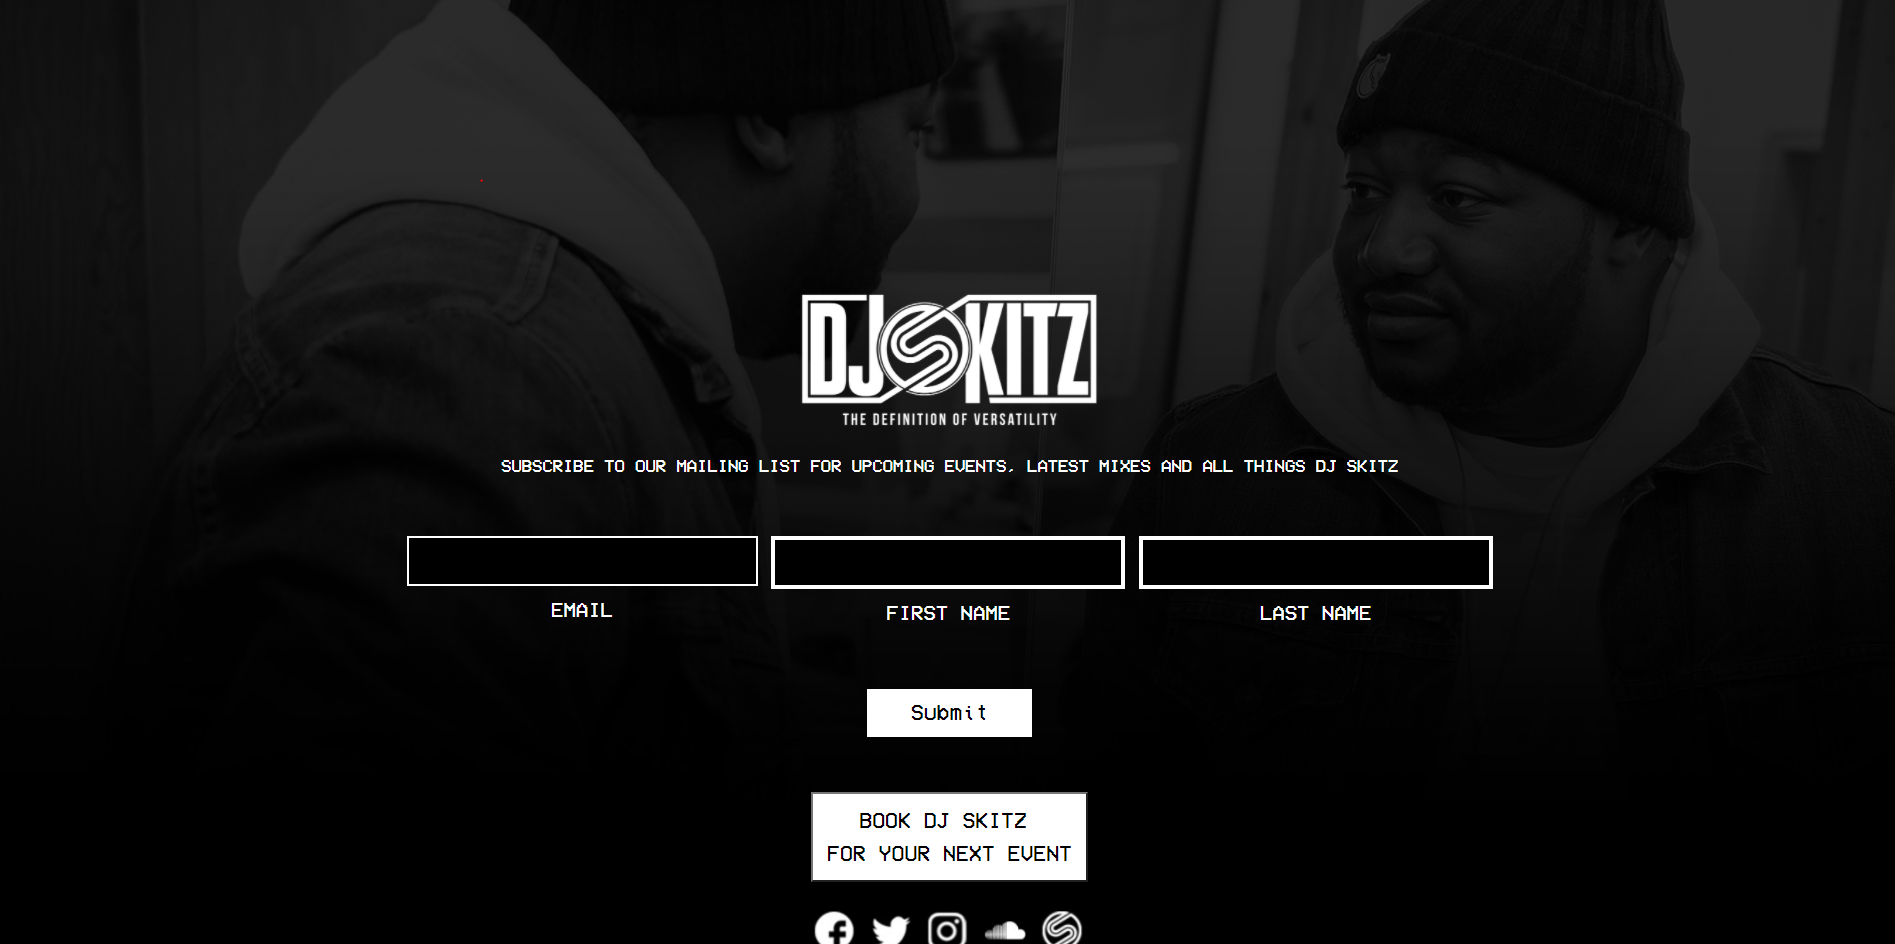 DJ SKITZ
THE DEFINITION OF VERSATILITY
SUBSCRIBE TO OUR MAILING LIST FOR UPCOMING EVENTS, LATEST MIXES AND ALL THINGS DJ SKITZ
EMAIL
FIRST NAME
LAST NAME
Submit
BOOK DJ SKITZ
FOR YOUR NEXT EVENT